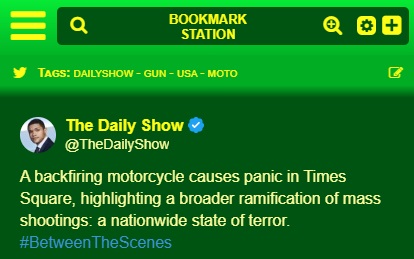 BOOKMARK
STATION
TAGS: DAILYSHOW - GUN - USA - MOTO
The Daily Show
@TheDailyShow
A backfiring motorcycle causes panic in Times
Square, highlighting a broader ramification of mass
shootings: a nationwide state of terror.
#BetweenTheScenes